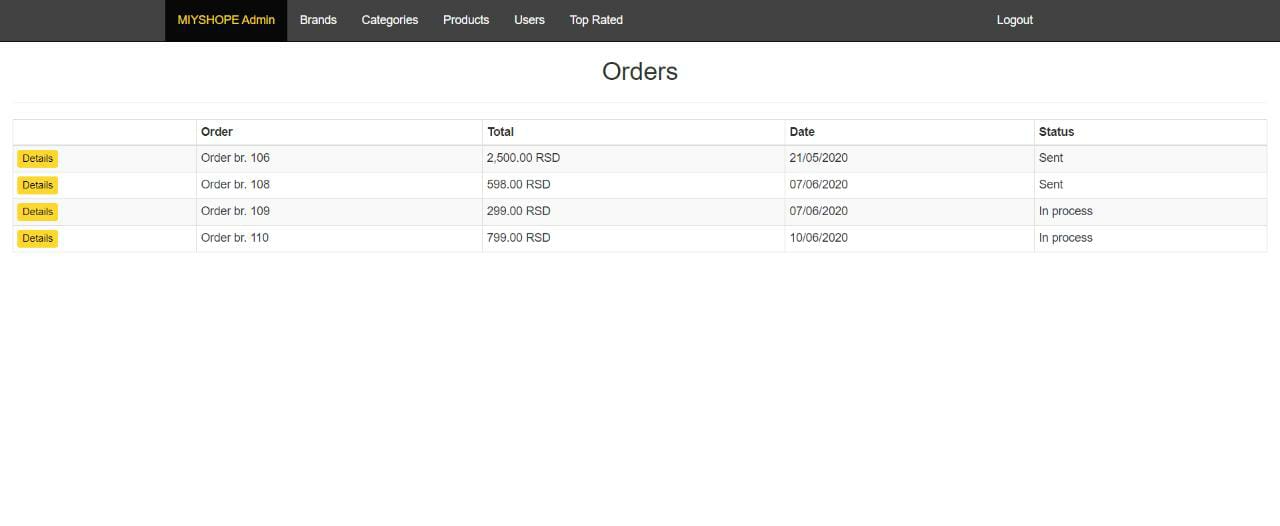 MIYSHOPE Admin Brands Categories Products Users Top Rated Logout
Orders
Order Total Date Status
Details Order br. 106 2,500.00 RSD 21/05/2020 Sent
Details Order br. 108 598.00 RSD 07/06/2020 Sent
Details Order br. 109 299.00 RSD 07/06/2020 In process
Details Order br. 110 799.00 RSD 10/06/2020 In process